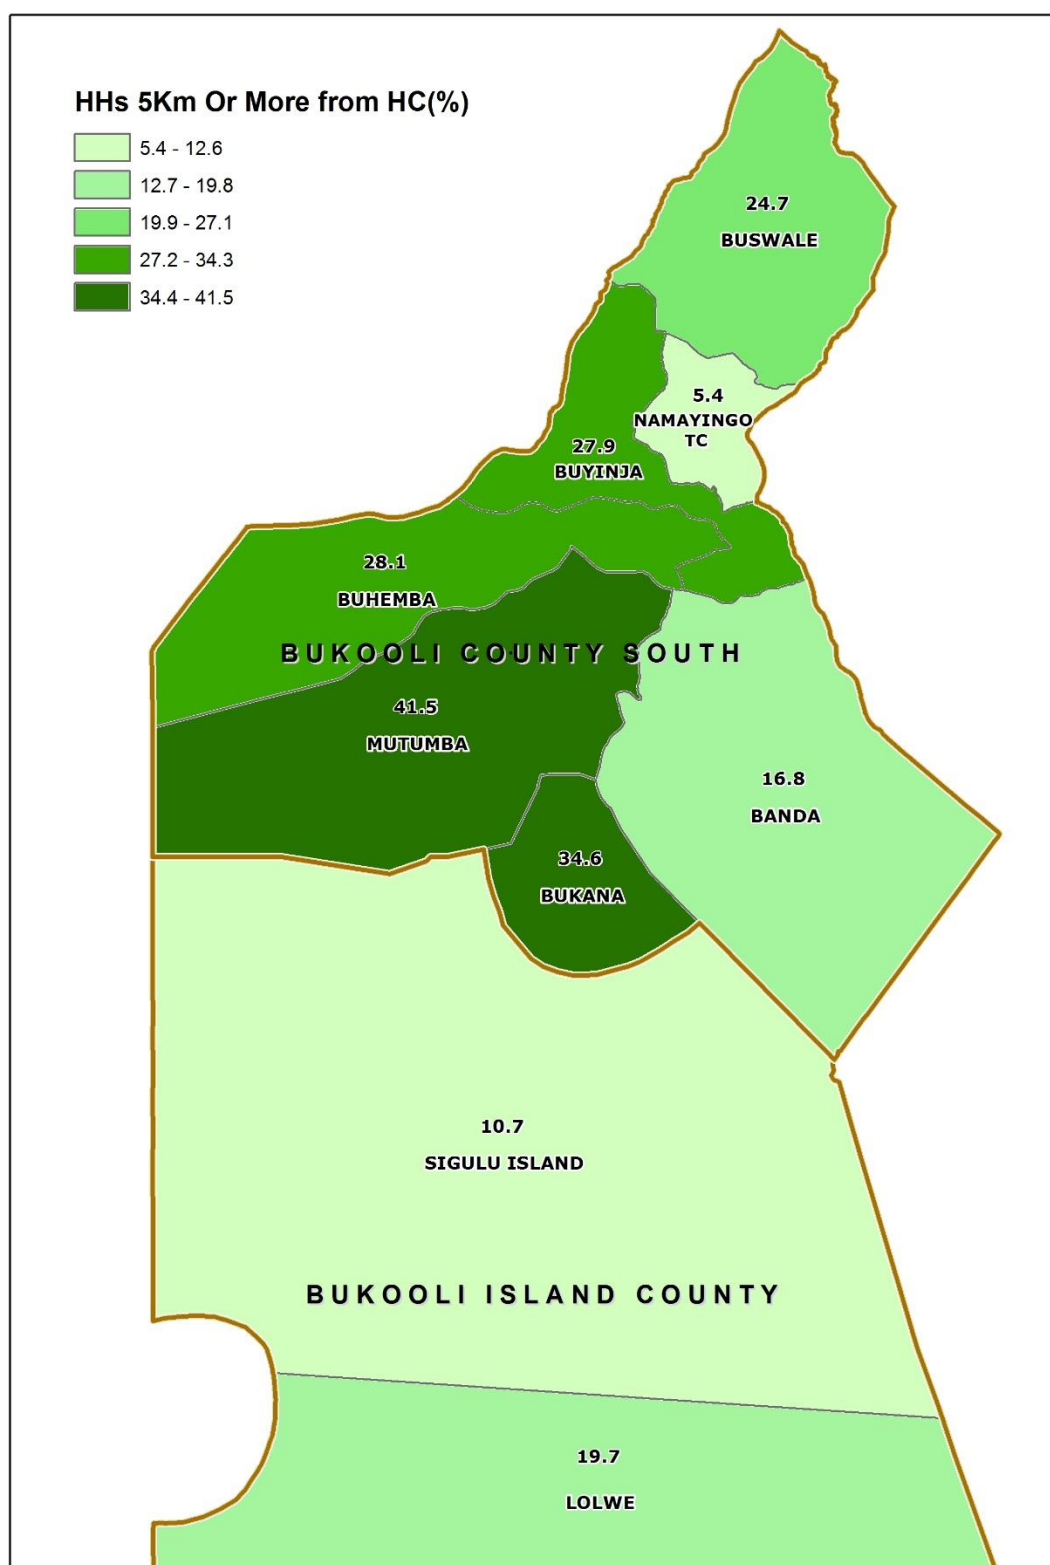 HHs 5Km Or More from HC(%)
5.4 - 12.6
12.7 - 19.8
19.9 - 27.1
27.2 - 34.3
34.4 - 41.5
24.7
BUSWALE
5.4
NAMAYINGO
TC
27.9
BUYINJA
28.1
BUHEMBA
BUKOOLI COUNTY SOUTH
41.5
MUTUMBA
16.8
BANDA
34.6
BUKANA
10.7
SIGULU ISLAND
BUKOOLI ISLAND COUNTY
19.7
LOLWE